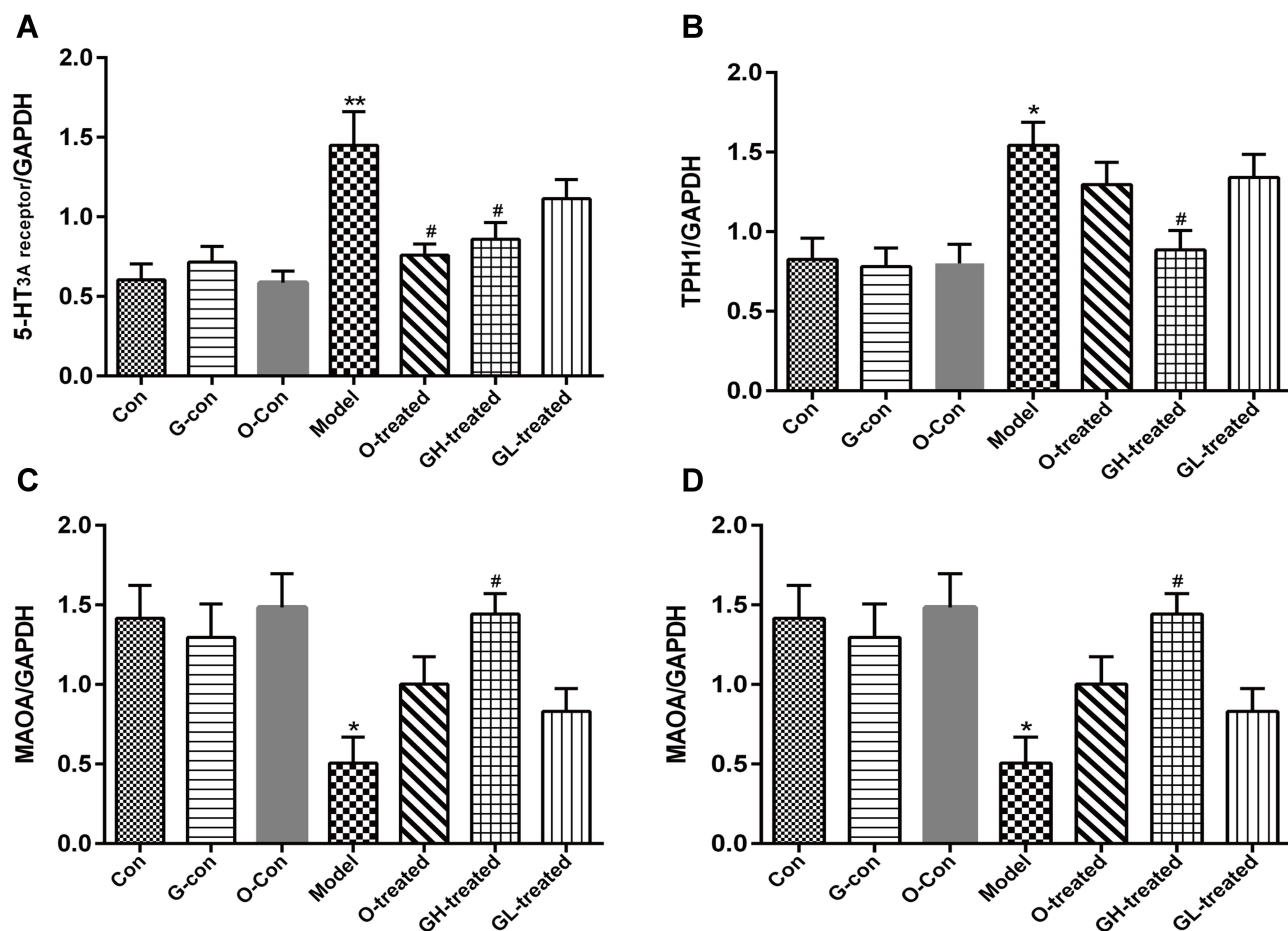 A
5-HT3A receptor/GAPDH
2.0
1.5
1.0
0.5
0.0
**
#
#
Con
G-con
O-Con
Model
O-treated
GH-treated
GL-treated
B
TPH1/GAPDH
2.0
1.5
1.0
0.5
0.0
*
#
Con
G-con
O-Con
Model
O-treated
GH-treated
GL-treated
C
MAOA/GAPDH
2.0
1.5
1.0
0.5
0.0
*
#
Con
G-con
O-Con
Model
O-treated
GH-treated
GL-treated
D
MAOA/GAPDH
2.0
1.5
1.0
0.5
0.0
*
#
Con
G-con
O-Con
Model
O-treated
GH-treated
GL-treated